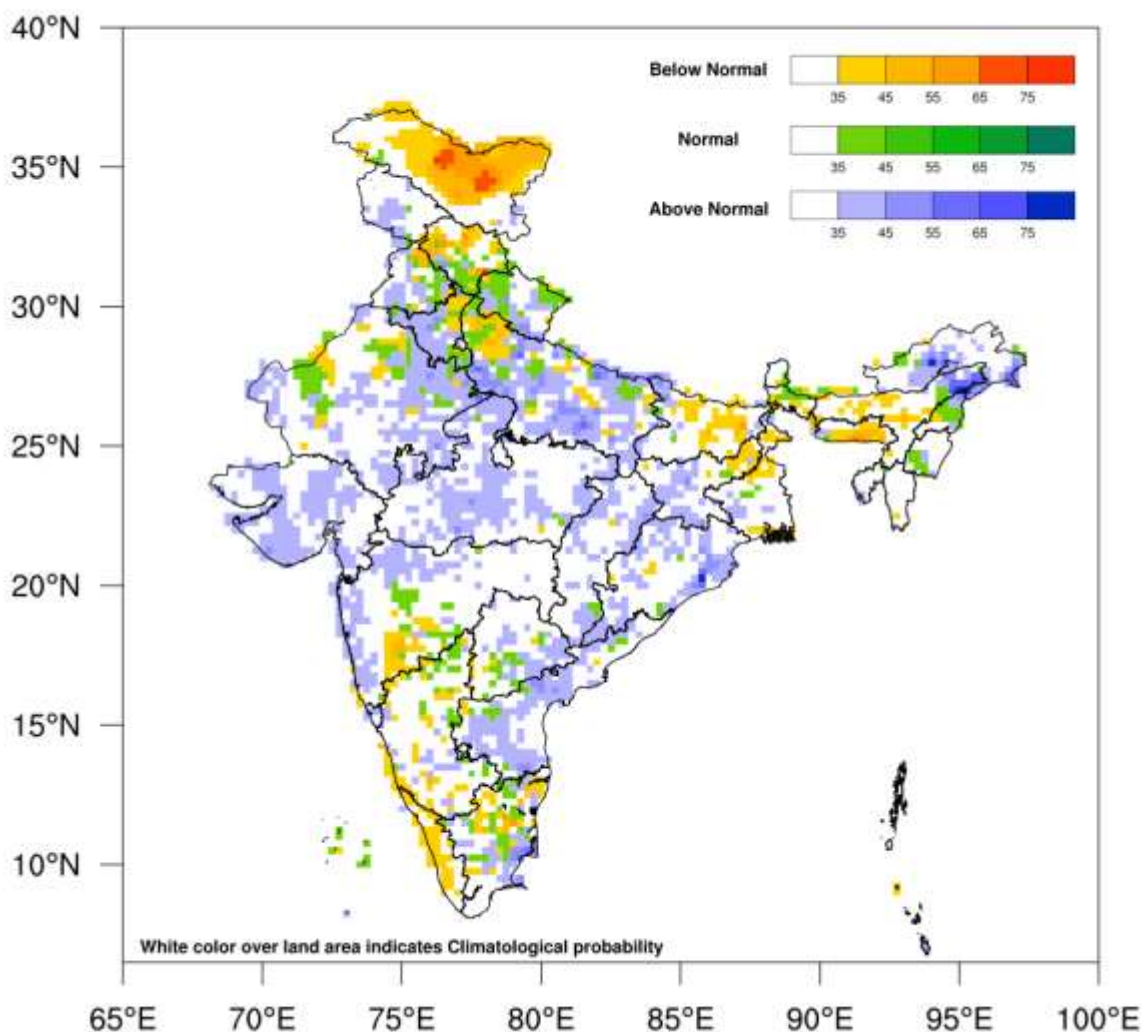 40°N
Below Normal
35 45 55 65 75
35°N
Normal
35 45 55 65 75
Above Normal
35 45 55 65 75
30°N
25°N
20°N
15°N
10°N
White color over land area indicates Climatological probability
65°E 70°E 75°E 80°E 85°E 90°E 95°E 100°E